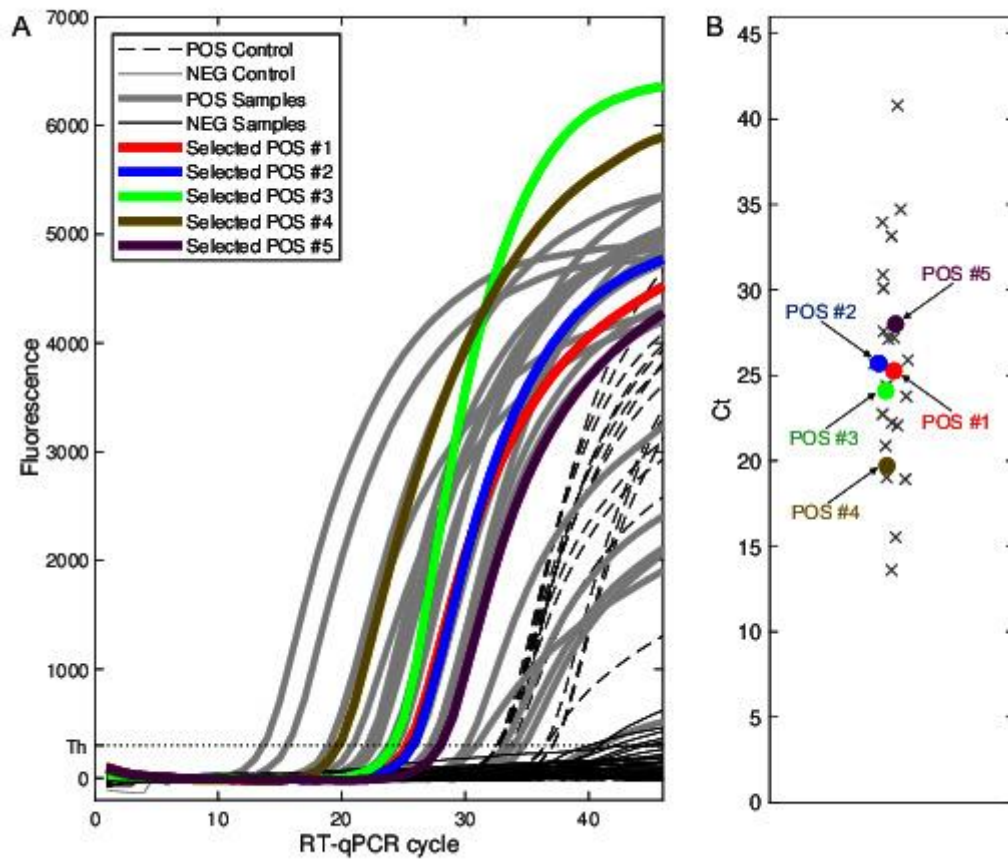 A
7000
6000
5000
4000
3000
2000
1000
Th
0
Fluorescence
POS Control
NEG Control
POS Samples
NEG Samples
Selected POS #1
Selected POS #2
Selected POS #3
Selected POS #4
Selected POS #5
0 10 20 30 40
RT-qPCR cycle
B
45
40
35
30
25
20
15
10
5
0
Ct
POS #5
POS #2
POS #1
POS #3
POS #4